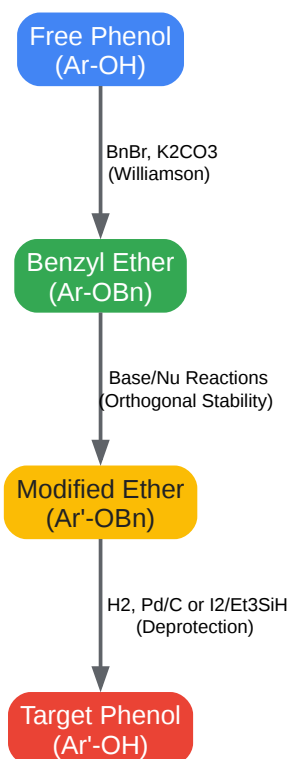 Free Phenol
(Ar-OH)
BnBr, K2CO3
(Williamson)
Benzyl Ether
(Ar-OBn)
Base/Nu Reactions
(Orthogonal Stability)
Modified Ether
(Ar'-OBn)
H2, Pd/C or I2/Et3SiH
(Deprotection)
Target Phenol
(Ar'-OH)